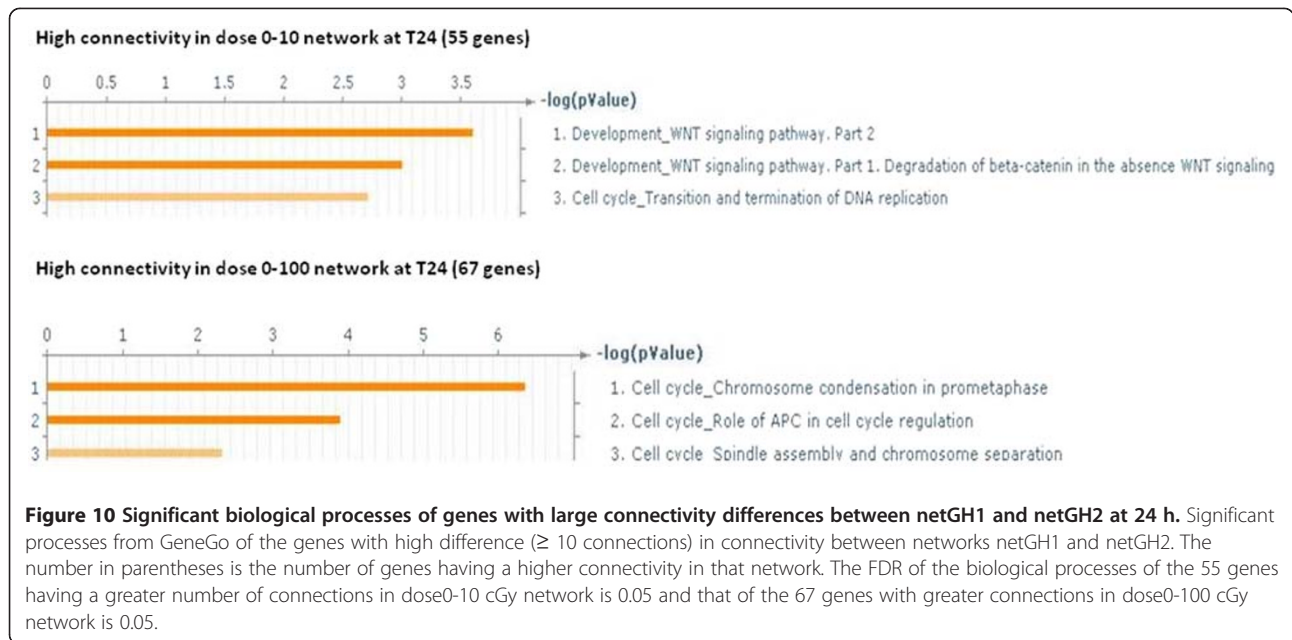 High connectivity in dose 0-10 network at T24 (55 genes)
0 0.5 1 1.5 2 2.5 3 3.5
-log(pValue)
1 1. Development_WNT signaling pathway. Part 2
2 2. Development_WNT signaling pathway. Part 1. Degradation of beta-catenin in the absence WNT signaling
3 3. Cell cycle_Transition and termination of DNA replication
High connectivity in dose 0-100 network at T24 (67 genes)
0 1 2 3 4 5 6
-log(pValue)
1 1. Cell cycle_Chromosome condensation in prometaphase
2 2. Cell cycle_Role of APC in cell cycle regulation
3 3. Cell cycle_Spindle assembly and chromosome separation
Figure 10 Significant biological processes of genes with large connectivity differences between netGH1 and netGH2 at 24 h. Significant
processes from GeneGo of the genes with high difference (≥ 10 connections) in connectivity between networks netGH1 and netGH2. The
number in parentheses is the number of genes having a higher connectivity in that network. The FDR of the biological processes of the 55 genes
having a greater number of connections in dose0-10 cGy network is 0.05 and that of the 67 genes with greater connections in dose0-100 cGy
network is 0.05.